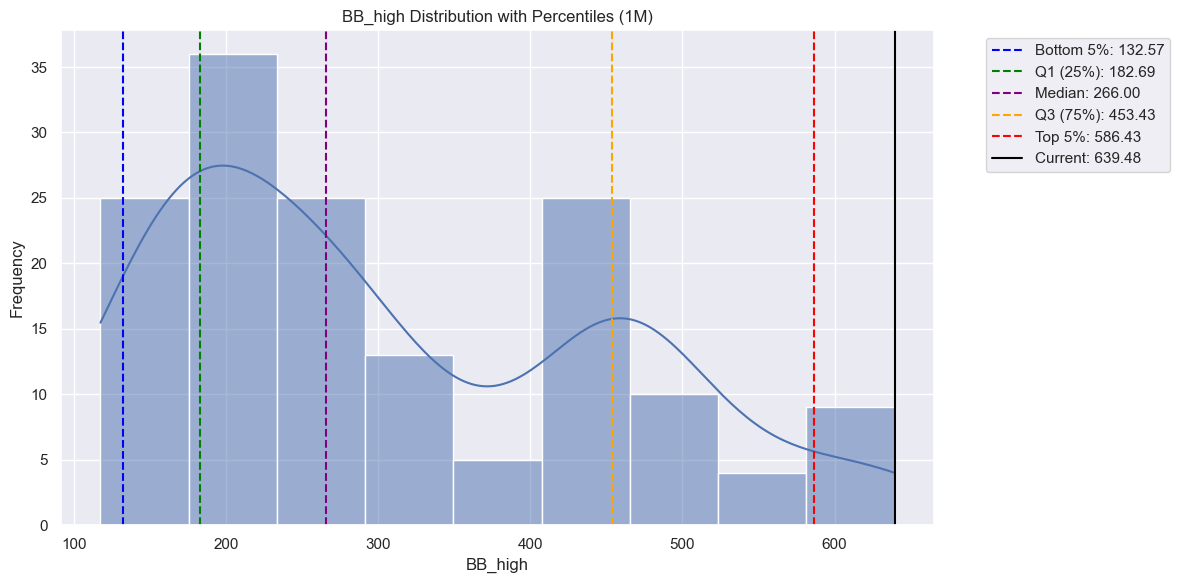 BB_high Distribution with Percentiles (1M)
Bottom 5%: 132.57
Q1 (25%): 182.69
Median: 266.00
Q3 (75%): 453.43
Top 5%: 586.43
Current: 639.48
Frequency
35
30
25
20
15
10
5
0
100 200 300 400 500 600
BB_high